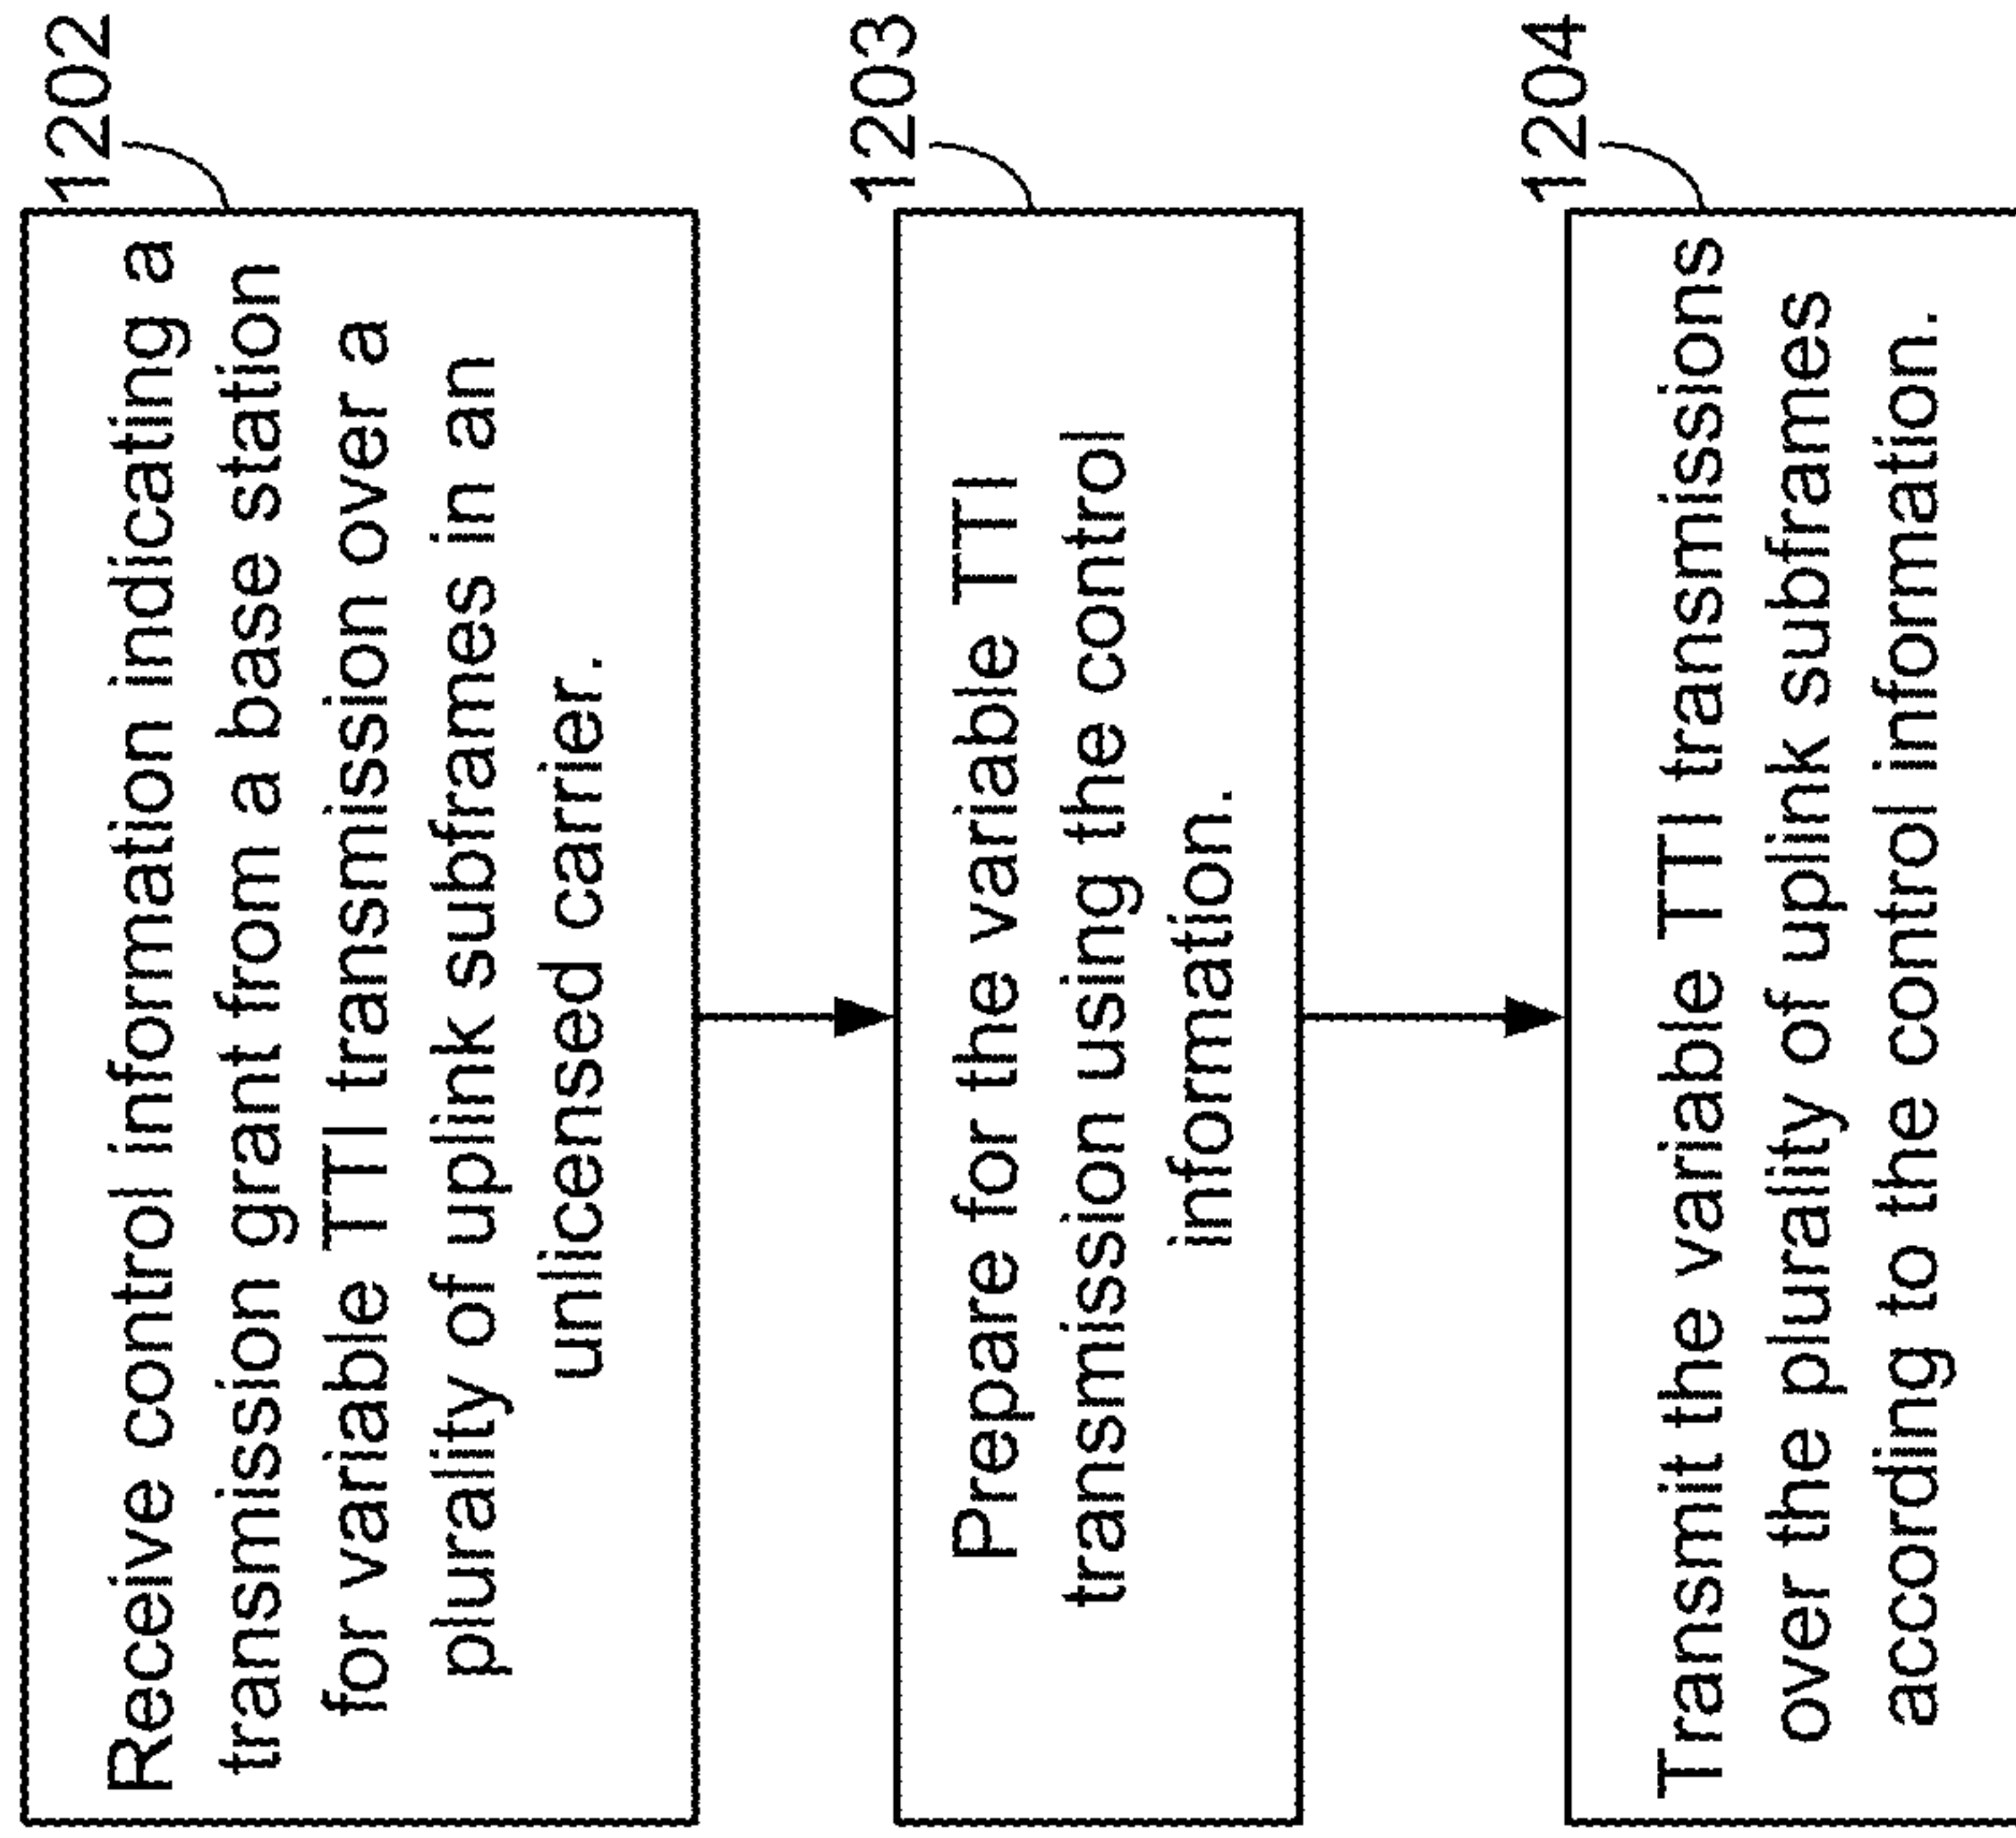 1202
Receive control information indicating a
transmission grant from a base station
for variable TTI transmission over a
plurality of uplink subframes in an
unlicensed carrier.
1203
Prepare for the variable TTI
transmission using the control
information.
1204
Transmit the variable TTI transmissions
over the plurality of uplink subframes
according to the control information.